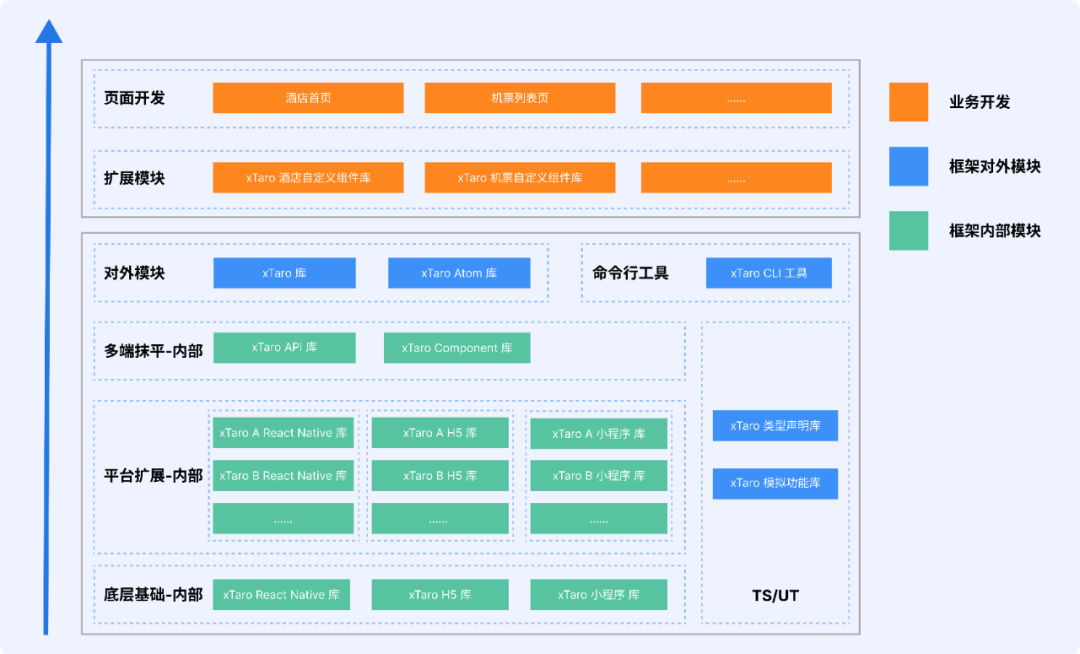 页面开发
酒店首页
机票列表页
......
扩展模块
xTaro 酒店自定义组件库
xTaro 机票自定义组件库
......
对外模块
xTaro 库
xTaro Atom 库
命令行工具
xTaro CLI 工具
多端抹平-内部
xTaro API 库
xTaro Component 库
平台扩展-内部
xTaro A React Native 库
xTaro A H5 库
xTaro A 小程序 库
xTaro B React Native 库
xTaro B H5 库
xTaro B 小程序 库
......
......
......
底层基础-内部
xTaro React Native 库
xTaro H5 库
xTaro 小程序 库
xTaro 类型声明库
xTaro 模拟功能库
TS/UT
业务开发
框架对外模块
框架内部模块